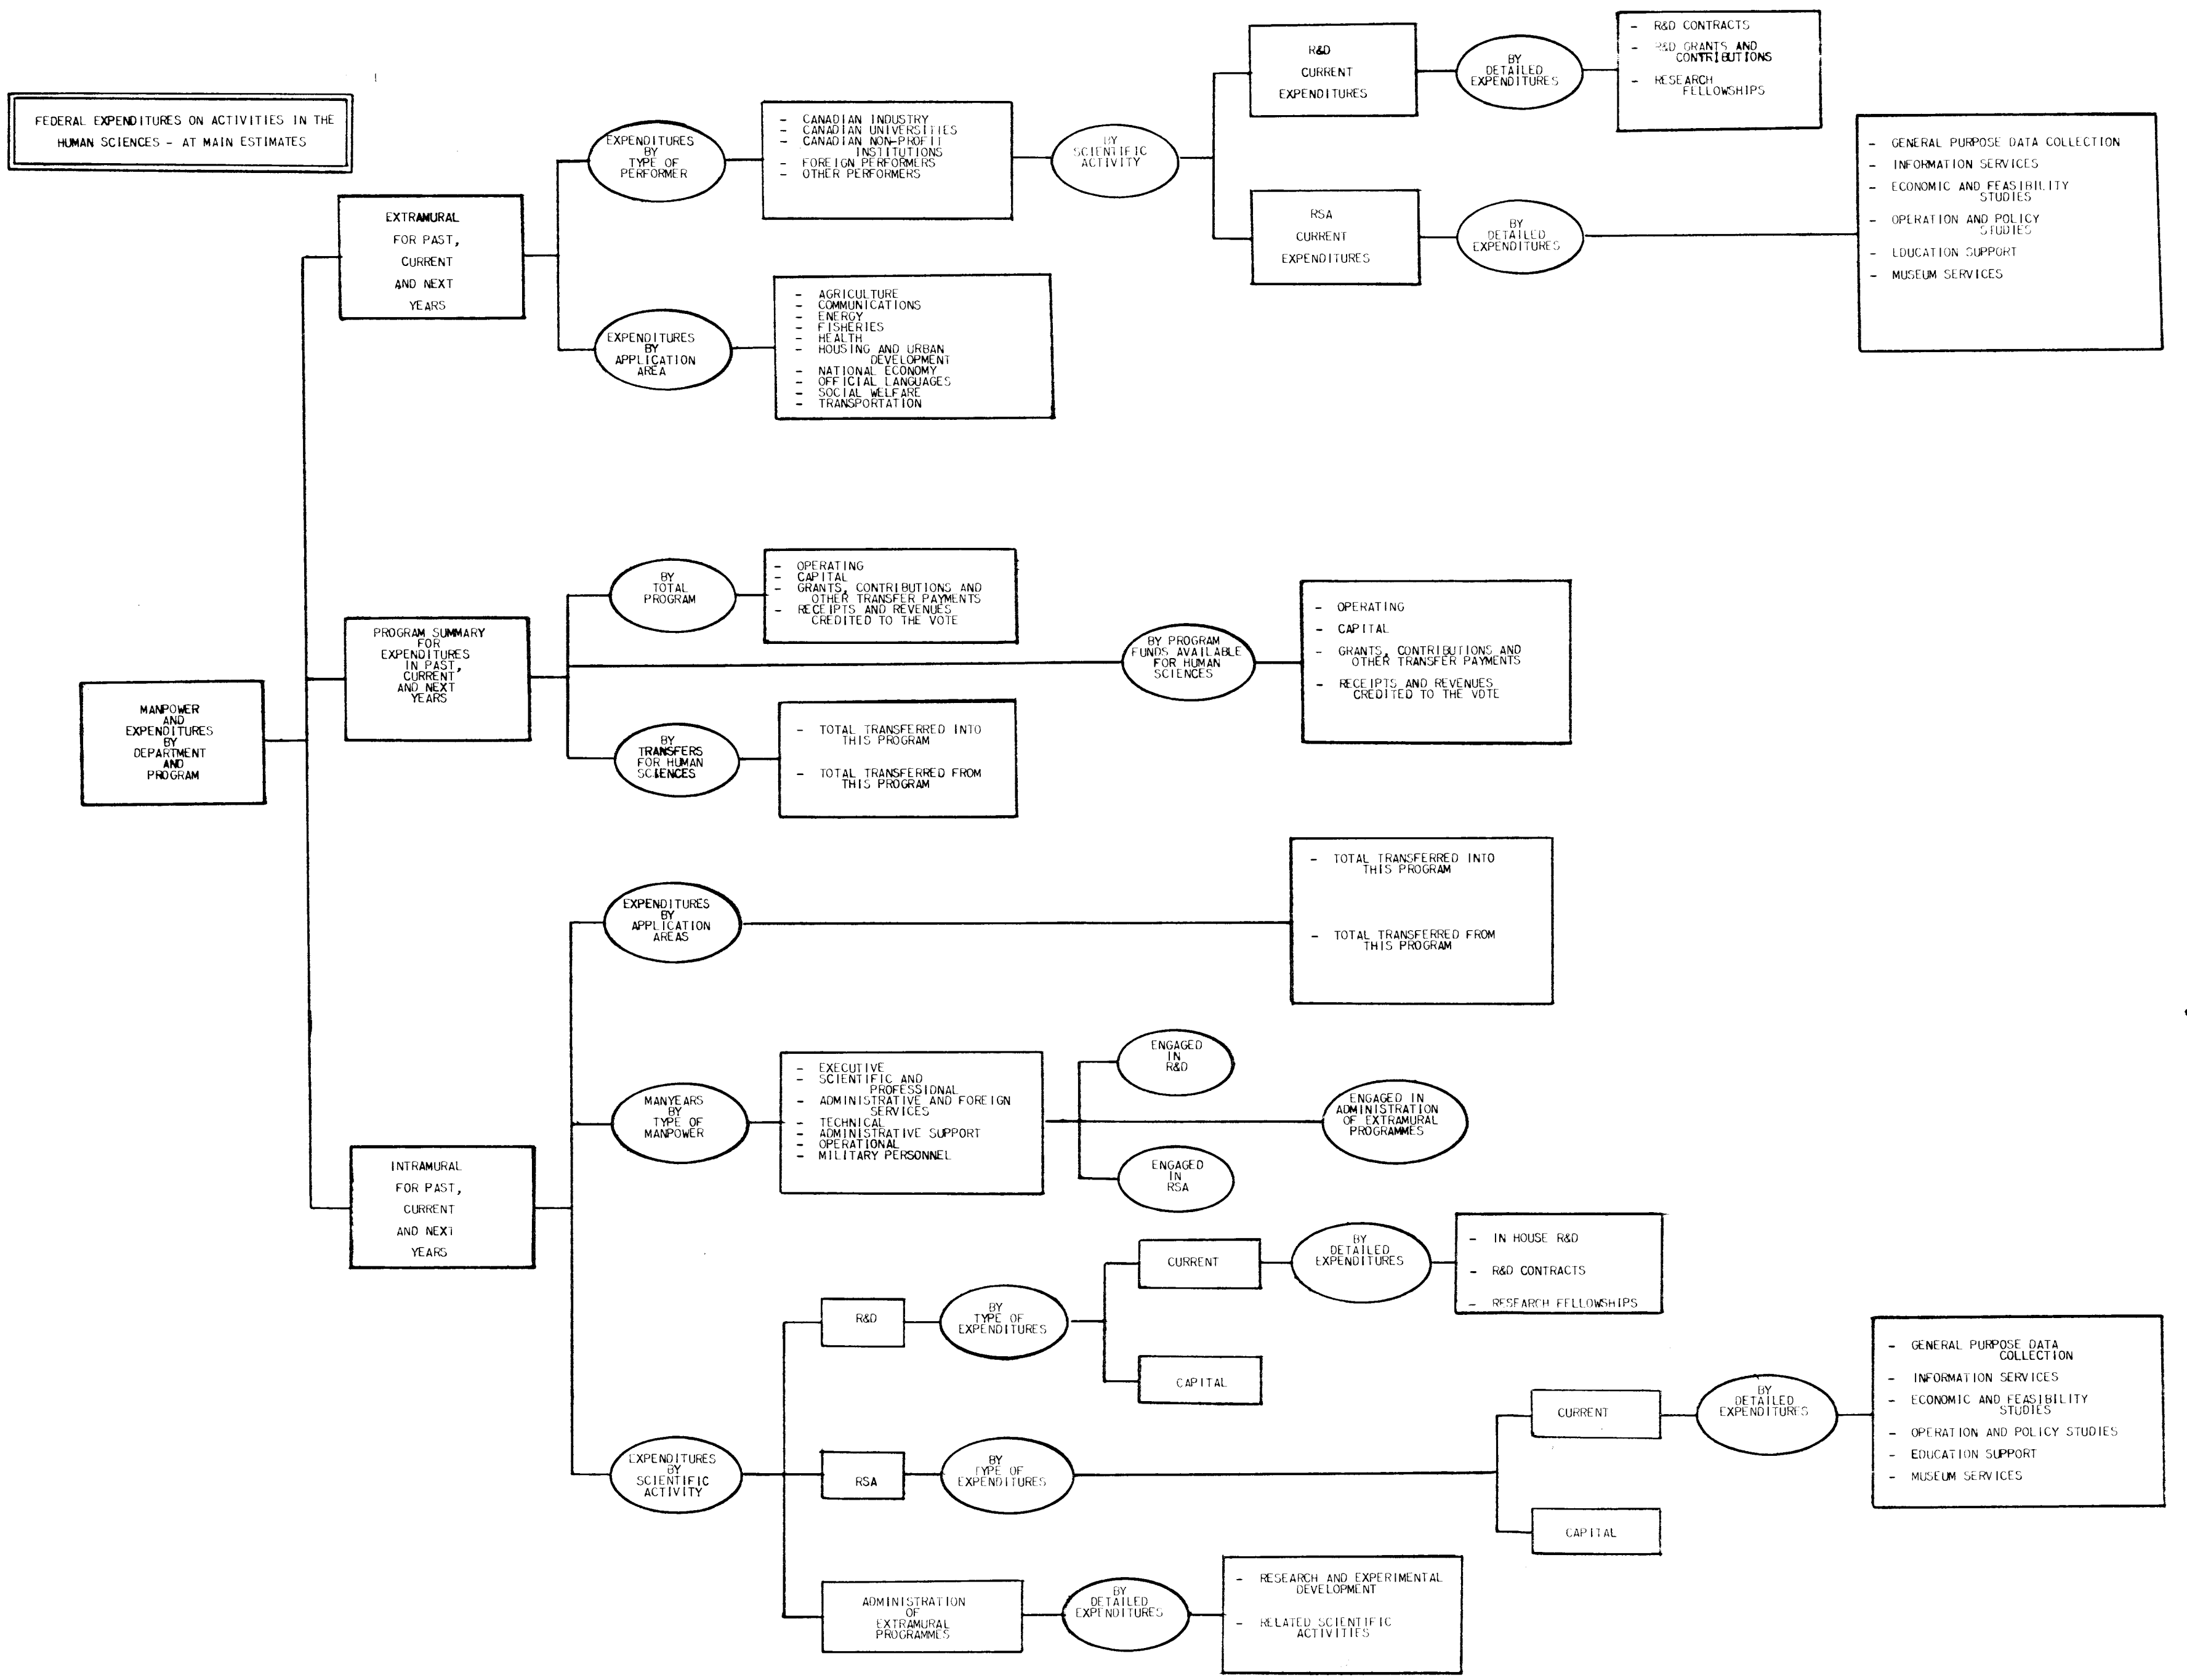 FEDERAL EXPENDITURES ON ACTIVITIES IN THE
HUMAN SCIENCES - AT MAIN ESTIMATES
MANPOWER
AND
EXPENDITURES
BY
DEPARTMENT
AND
PROGRAM
EXTRAMURAL
FOR PAST,
CURRENT
AND NEXT
YEARS
EXPENDITURES
BY
TYPE OF
PERFORMER
- CANADIAN INDUSTRY
- CANADIAN UNIVERSITIES
- CANADIAN NON-PROFIT
INSTITUTIONS
- FOREIGN PERFORMERS
- OTHER PERFORMERS
BY
SCIENTIFIC
ACTIVITY
R&D
CURRENT
EXPENDITURES
BY
DETAILED
EXPENDITURES
- R&D CONTRACTS
- R&D GRANTS AND
CONTRIBUTIONS
- RESEARCH
FELLOWSHIPS
RSA
CURRENT
EXPENDITURES
BY
DETAILED
EXPENDITURES
- GENERAL PURPOSE DATA COLLECTION
- INFORMATION SERVICES
- ECONOMIC AND FEASIBILITY
STUDIES
- OPERATION AND POLICY
STUDIES
- EDUCATION SUPPORT
- MUSEUM SERVICES
EXPENDITURES
BY
APPLICATION
AREA
- AGRICULTURE
- COMMUNICATIONS
- ENERGY
- FISHERIES
- HEALTH
- HOUSING AND URBAN
DEVELOPMENT
- NATIONAL ECONOMY
- OFFICIAL LANGUAGES
- SOCIAL WELFARE
- TRANSPORTATION
PROGRAM SUMMARY
FOR
EXPENDITURES
IN PAST,
CURRENT
AND NEXT
YEARS
BY
TOTAL
PROGRAM
- OPERATING
- CAPITAL
- GRANTS, CONTRIBUTIONS AND
OTHER TRANSFER PAYMENTS
- RECEIPTS AND REVENUES
CREDITED TO THE VOTE
BY PROGRAM
FUNDS AVAILABLE
FOR HUMAN
SCIENCES
- OPERATING
- CAPITAL
- GRANTS, CONTRIBUTIONS AND
OTHER TRANSFER PAYMENTS
- RECEIPTS AND REVENUES
CREDITED TO THE VOTE
BY
TRANSFERS
FOR HUMAN
SCIENCES
- TOTAL TRANSFERRED INTO
THIS PROGRAM
- TOTAL TRANSFERRED FROM
THIS PROGRAM
INTRAMURAL
FOR PAST,
CURRENT
AND NEXT
YEARS
EXPENDITURES
BY
APPLICATION
AREAS
- TOTAL TRANSFERRED INTO
THIS PROGRAM
- TOTAL TRANSFERRED FROM
THIS PROGRAM
MANYEARS
BY
TYPE OF
MANPOWER
- EXECUTIVE
- SCIENTIFIC AND
PROFESSIONAL
- ADMINISTRATIVE AND FOREIGN
SERVICES
- TECHNICAL
- ADMINISTRATIVE SUPPORT
- OPERATIONAL
- MILITARY PERSONNEL
ENGAGED
IN
R&D
ENGAGED IN
ADMINISTRATION
OF EXTRAMURAL
PROGRAMMES
ENGAGED
IN
RSA
EXPENDITURES
BY
SCIENTIFIC
ACTIVITY
R&D
BY
TYPE OF
EXPENDITURES
CURRENT
BY
DETAILED
EXPENDITURES
- IN HOUSE R&D
- R&D CONTRACTS
- RESEARCH FELLOWSHIPS
CAPITAL
RSA
BY
TYPE OF
EXPENDITURES
CURRENT
BY
DETAILED
EXPENDITURES
- GENERAL PURPOSE DATA
COLLECTION
- INFORMATION SERVICES
- ECONOMIC AND FEASIBILITY
STUDIES
- OPERATION AND POLICY STUDIES
- EDUCATION SUPPORT
- MUSEUM SERVICES
CAPITAL
ADMINISTRATION
OF
EXTRAMURAL
PROGRAMMES
BY
DETAILED
EXPENDITURES
- RESEARCH AND EXPERIMENTAL
DEVELOPMENT
- RELATED SCIENTIFIC
ACTIVITIES